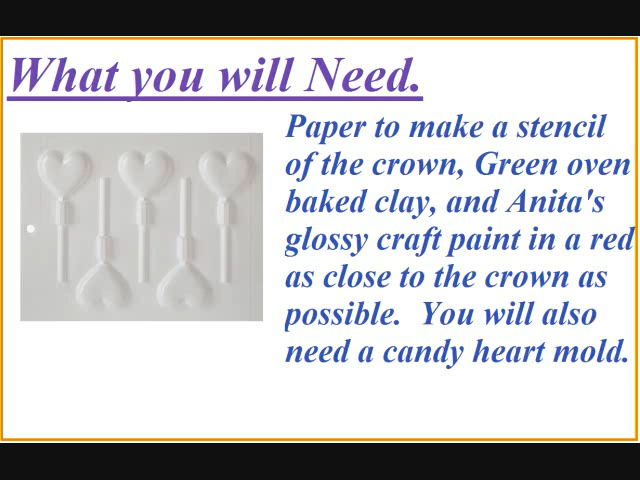 What you will Need.
Paper to make a stencil
of the crown, Green oven
baked clay, and Anita's
glossy craft paint in a red
as close to the crown as
possible.  You will also
need a candy heart mold.